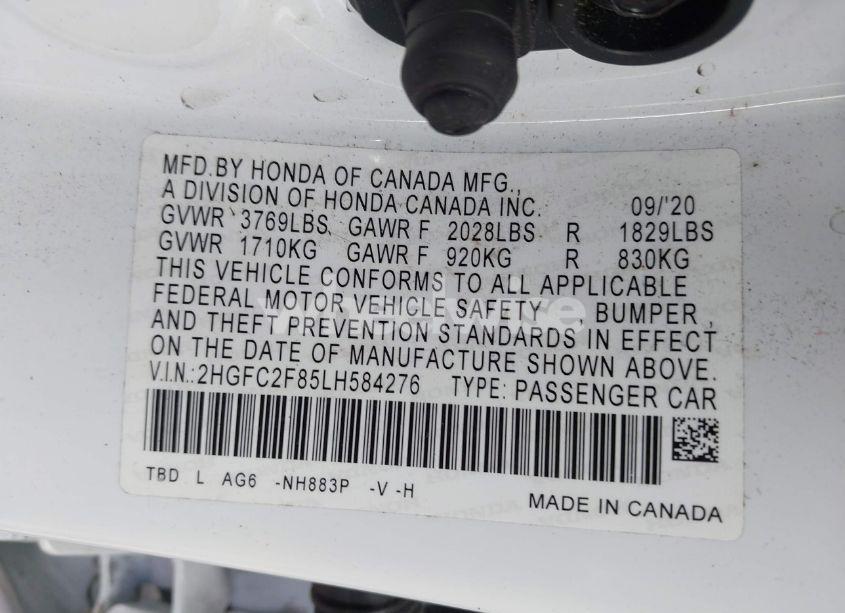 MFD.BY HONDA OF CANADA MFG.,
A DIVISION OF HONDA CANADA INC. 09/'20
GVWR 3769LBS GAWR F 2028LBS R 1829LBS
GVWR 1710KG GAWR F 920KG R 830KG
THIS VEHICLE CONFORMS TO ALL APPLICABLE
FEDERAL MOTOR VEHICLE SAFETY BUMPER ,
AND THEFT PREVENTION STANDARDS IN EFFECT
ON THE DATE OF MANUFACTURE SHOWN ABOVE.
V.I.N.:2HGFC2F85LH584276 TYPE: PASSENGER CAR
TBD L AG6 -NH883P -V -H
MADE IN CANADA